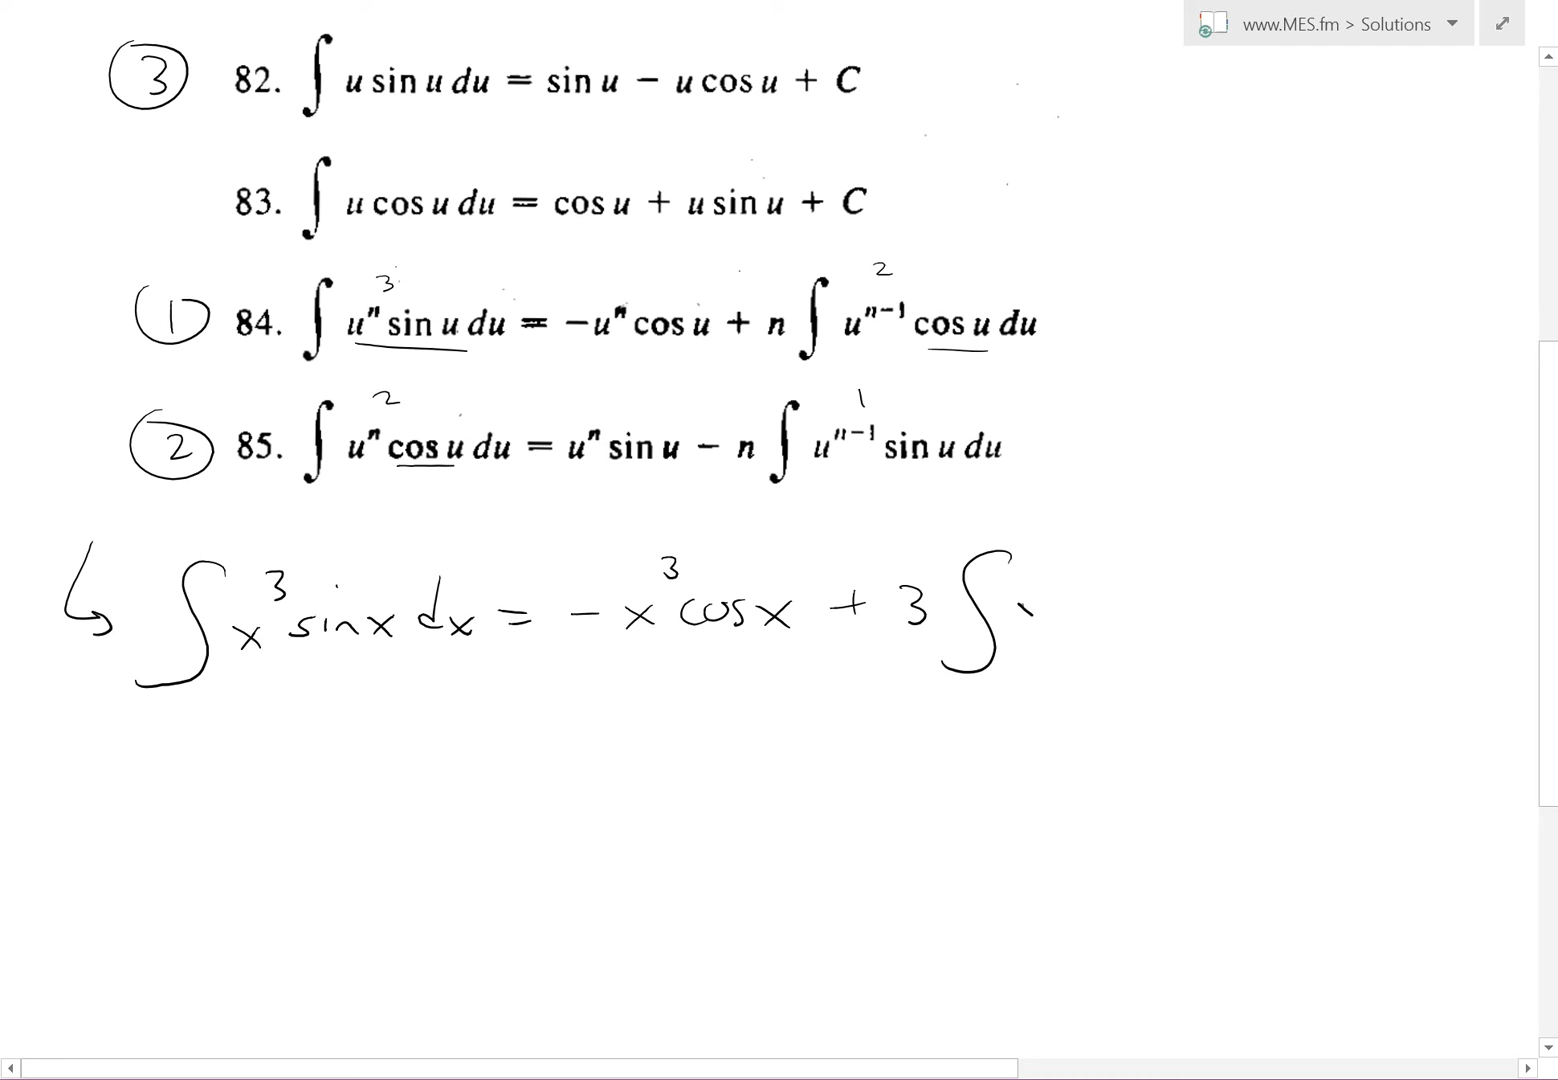 www.MES.fm > Solutions
③ 82. ∫ u sin u du = sin u − u cos u + C
83. ∫ u cos u du = cos u + u sin u + C
3 2
① 84. ∫ uⁿ sin u du = −uⁿ cos u + n ∫ uⁿ⁻¹ cos u du
2 1
② 85. ∫ uⁿ cos u du = uⁿ sin u − n ∫ uⁿ⁻¹ sin u du
↳ ∫ x³ sinx dx = − x³ cosx + 3 ∫